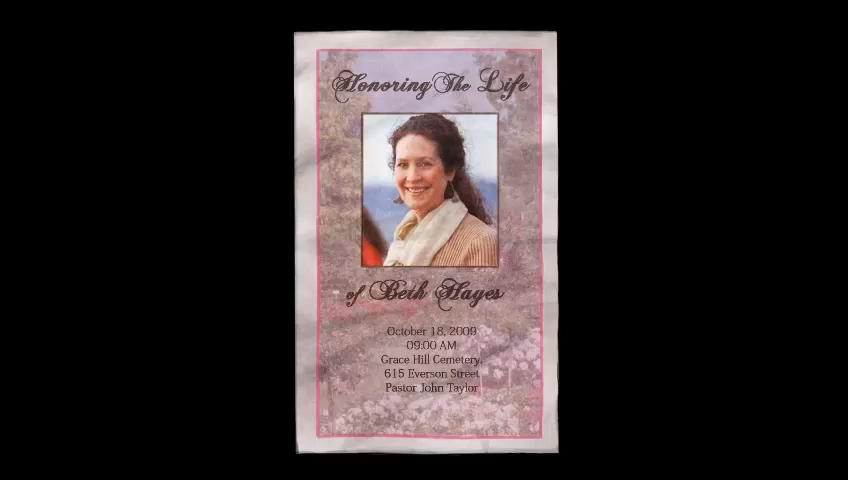 Honoring The Life
of Beth Hayes
October 18, 2009
09:00 AM
Grace Hill Cemetery,
615 Everson Street
Pastor John Taylor